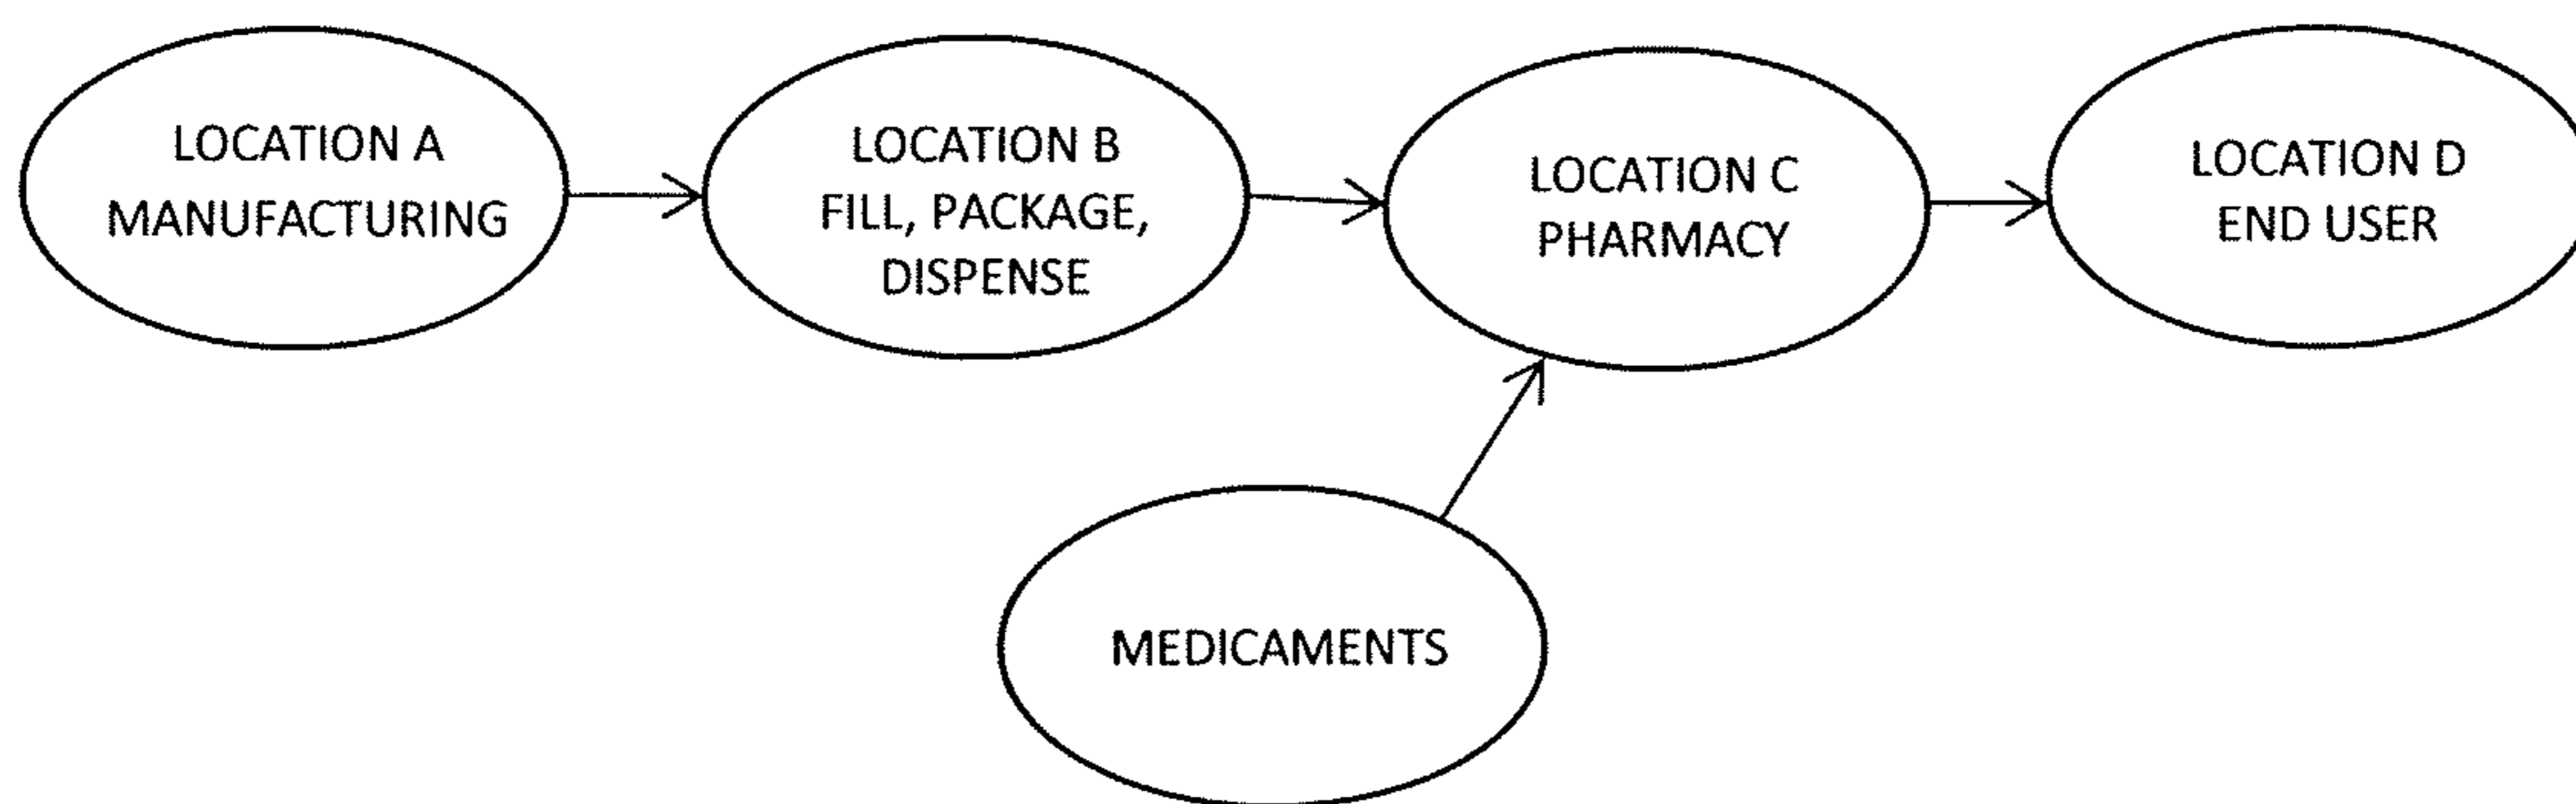 LOCATION A
MANUFACTURING
LOCATION B
FILL, PACKAGE,
DISPENSE
LOCATION C
PHARMACY
LOCATION D
END USER
MEDICAMENTS